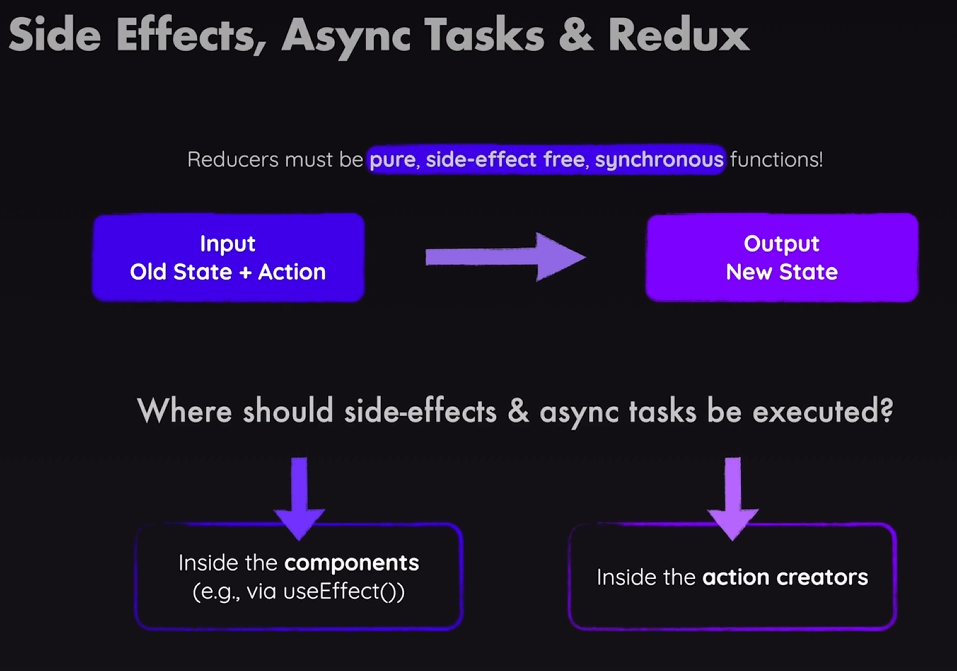 Side Effects, Async Tasks & Redux
Reducers must be pure, side-effect free, synchronous functions!
Input
Old State + Action
Output
New State
Where should side-effects & async tasks be executed?
Inside the components
(e.g., via useEffect())
Inside the action creators